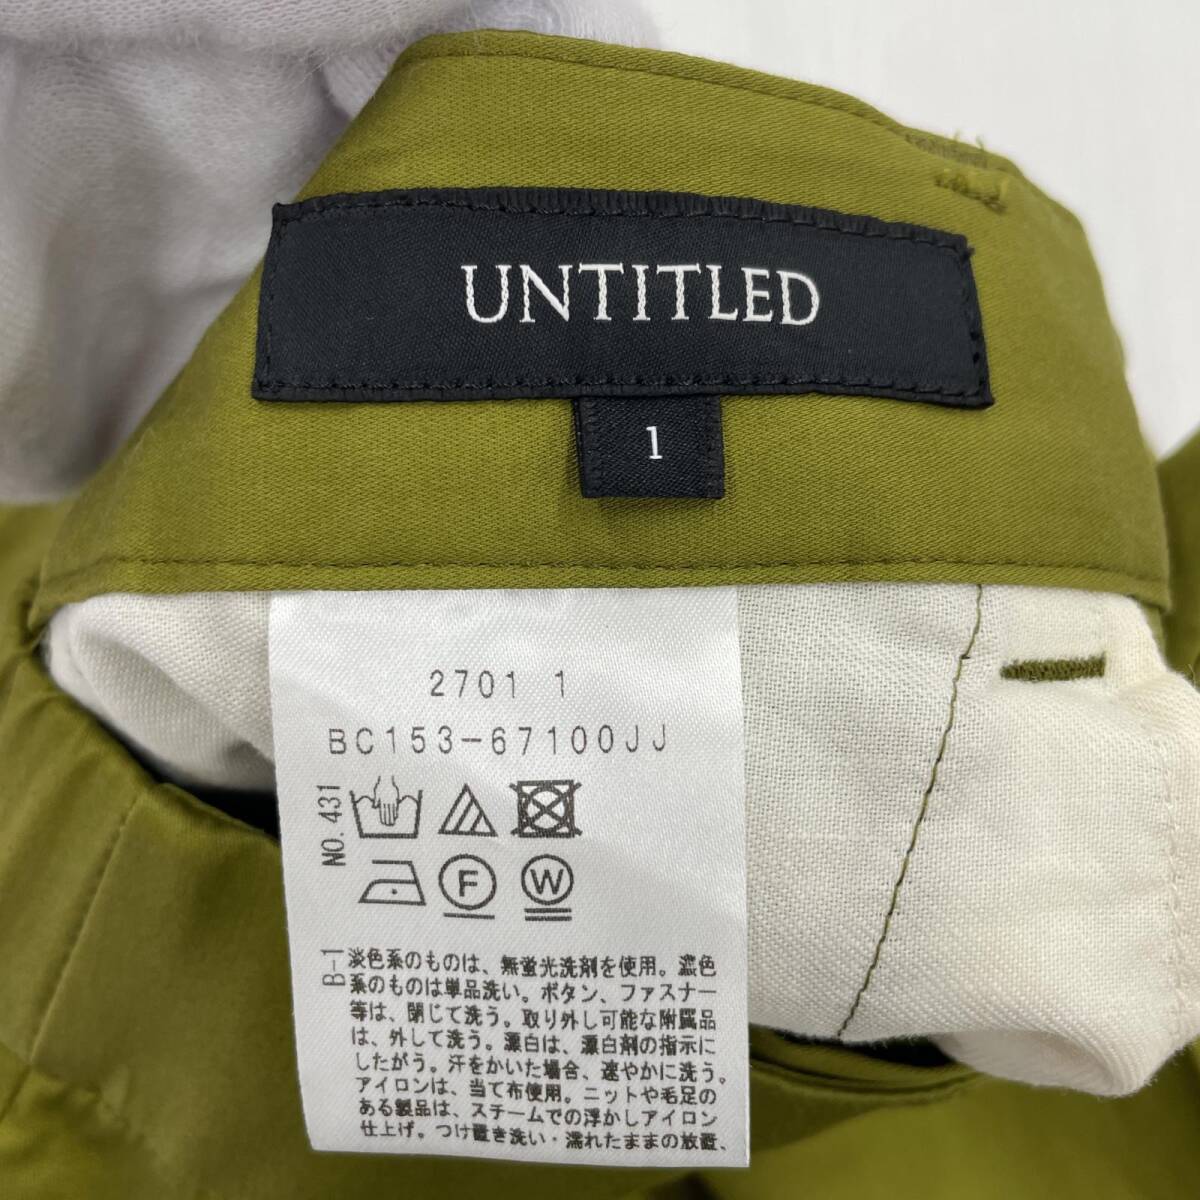 UNTITLED
1
2701 1
BC153-67100JJ
NO.431
F
W
B-1
淡色系のものは、無蛍光洗剤を使用。濃色
系のものは単品洗い。ボタン、ファスナー
等は、閉じて洗う。取り外し可能な附属品
は、外して洗う。漂白は、漂白剤の指示に
したがう。汗をかいた場合、速やかに洗う。
アイロンは、当て布使用。ニットや毛足の
ある製品は、スチームでの浮かしアイロン
仕上げ。つけ置き洗い・濡れたままの放置、